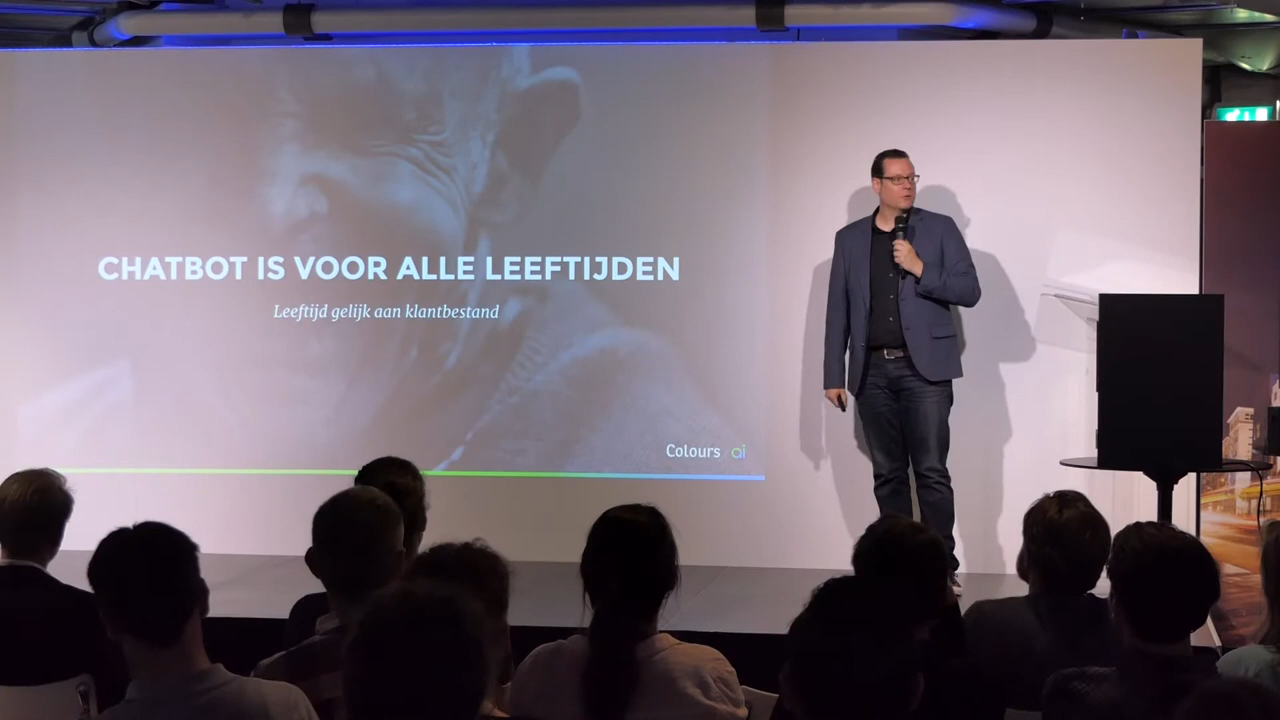 CHATBOT IS VOOR ALLE LEEFTIJDEN
Leeftijd gelijk aan klantbestand
Colours ai